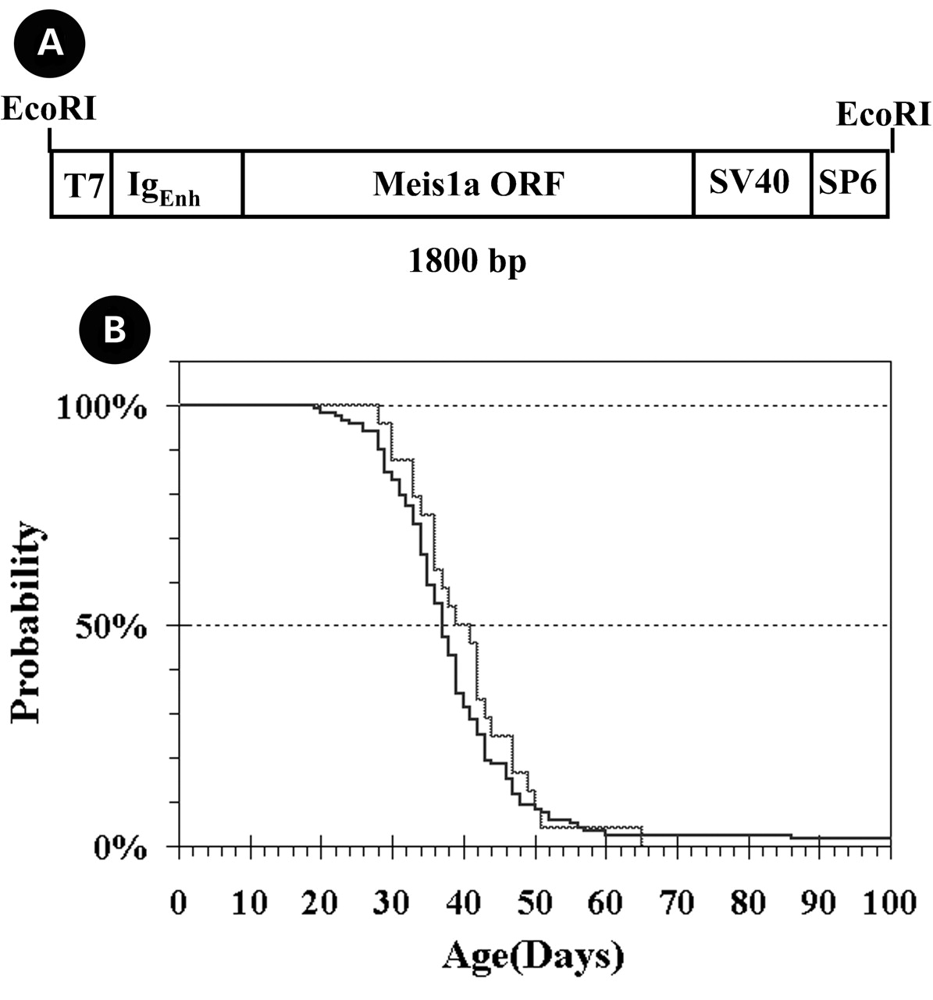 A
EcoRI EcoRI
T7 IgEnh Meis1a ORF SV40 SP6
1800 bp
B
100%
50%
0%
Probability
0 10 20 30 40 50 60 70 80 90 100
Age(Days)